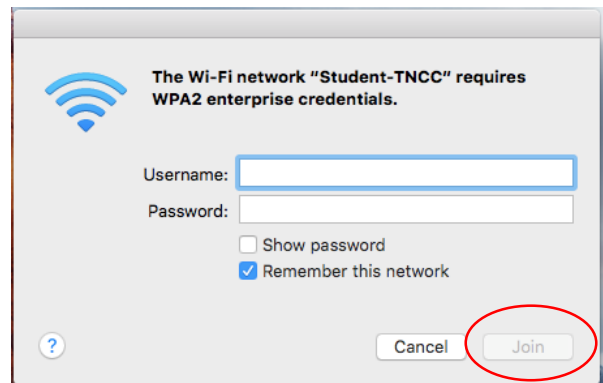 The Wi-Fi network “Student-TNCC” requires
WPA2 enterprise credentials.
Username:
Password:
Show password
Remember this network
?
Cancel
Join